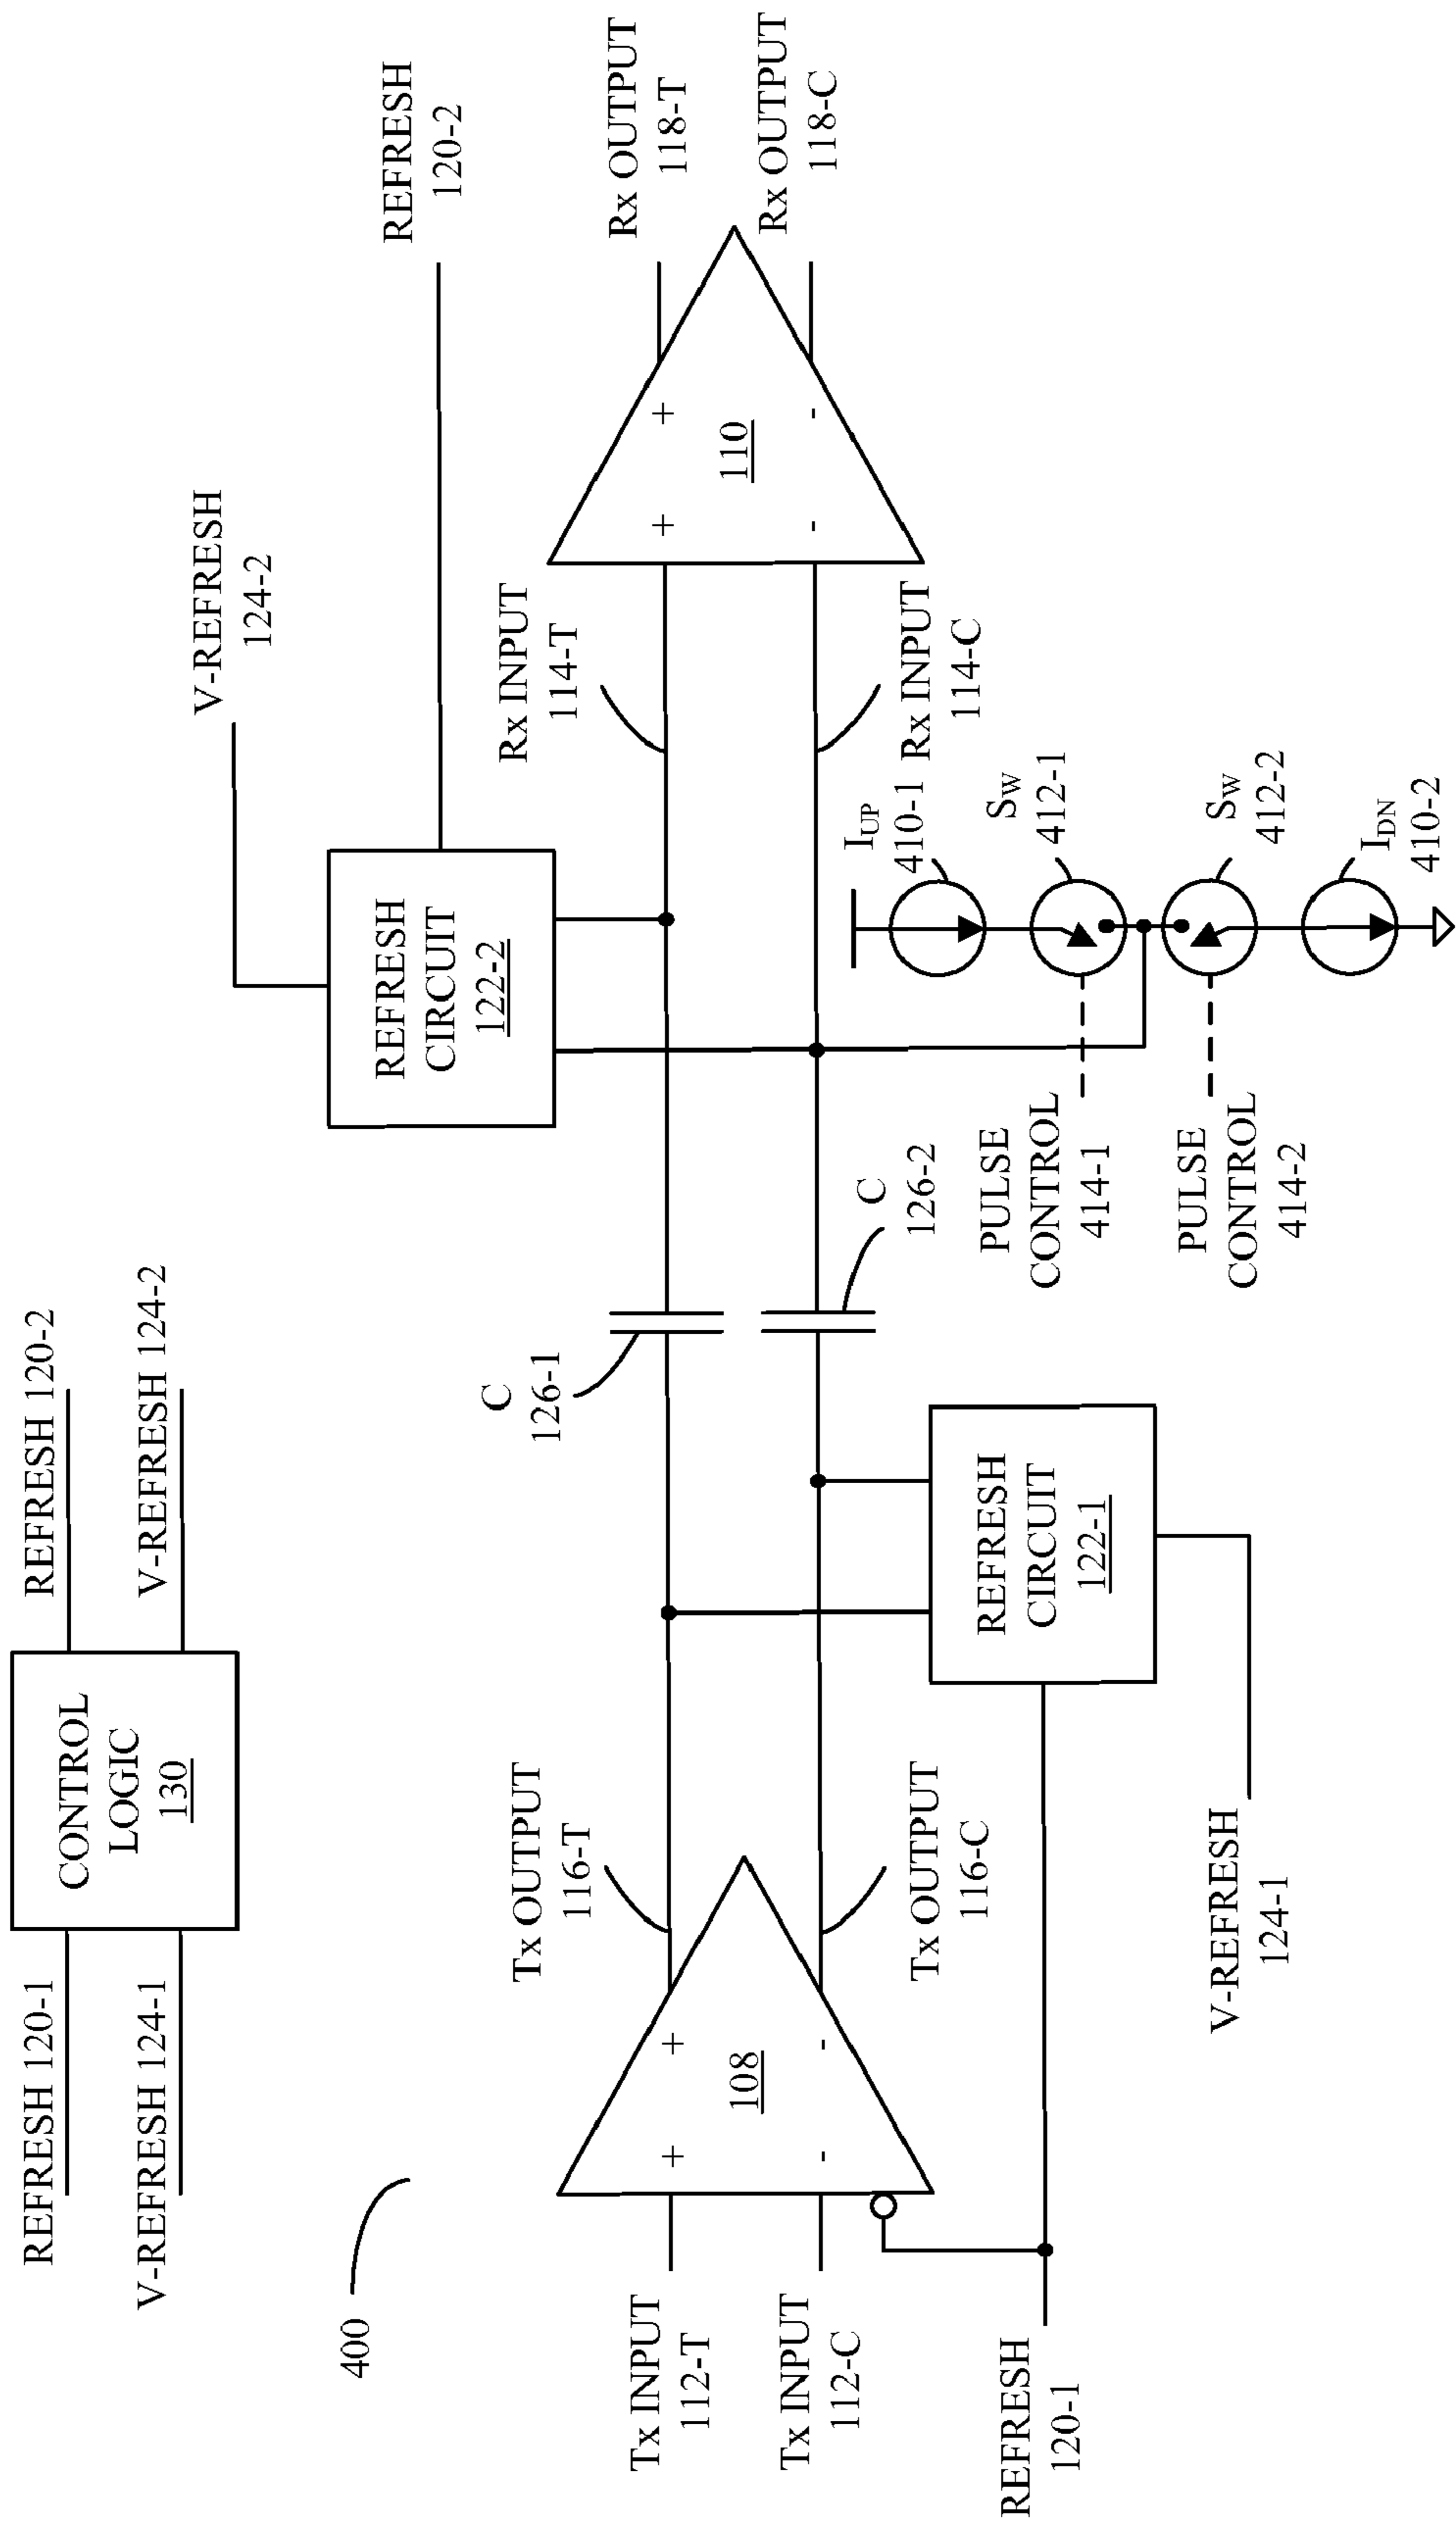 REFRESH 120-1
V-REFRESH 124-1
CONTROL
LOGIC
130
REFRESH 120-2
V-REFRESH 124-2
400
V-REFRESH
124-2
REFRESH
120-2
REFRESH
CIRCUIT
122-2
Tx INPUT
112-T
Tx INPUT
112-C
+
+
-
-
108
Tx OUTPUT
116-T
Tx OUTPUT
116-C
C
126-1
C
126-2
Rx INPUT
114-T
Rx INPUT
114-C
+
+
-
-
110
Rx OUTPUT
118-T
Rx OUTPUT
118-C
REFRESH
120-1
REFRESH
CIRCUIT
122-1
V-REFRESH
124-1
PULSE
CONTROL
414-1
PULSE
CONTROL
414-2
IUP
410-1
SW
412-1
SW
412-2
IDN
410-2